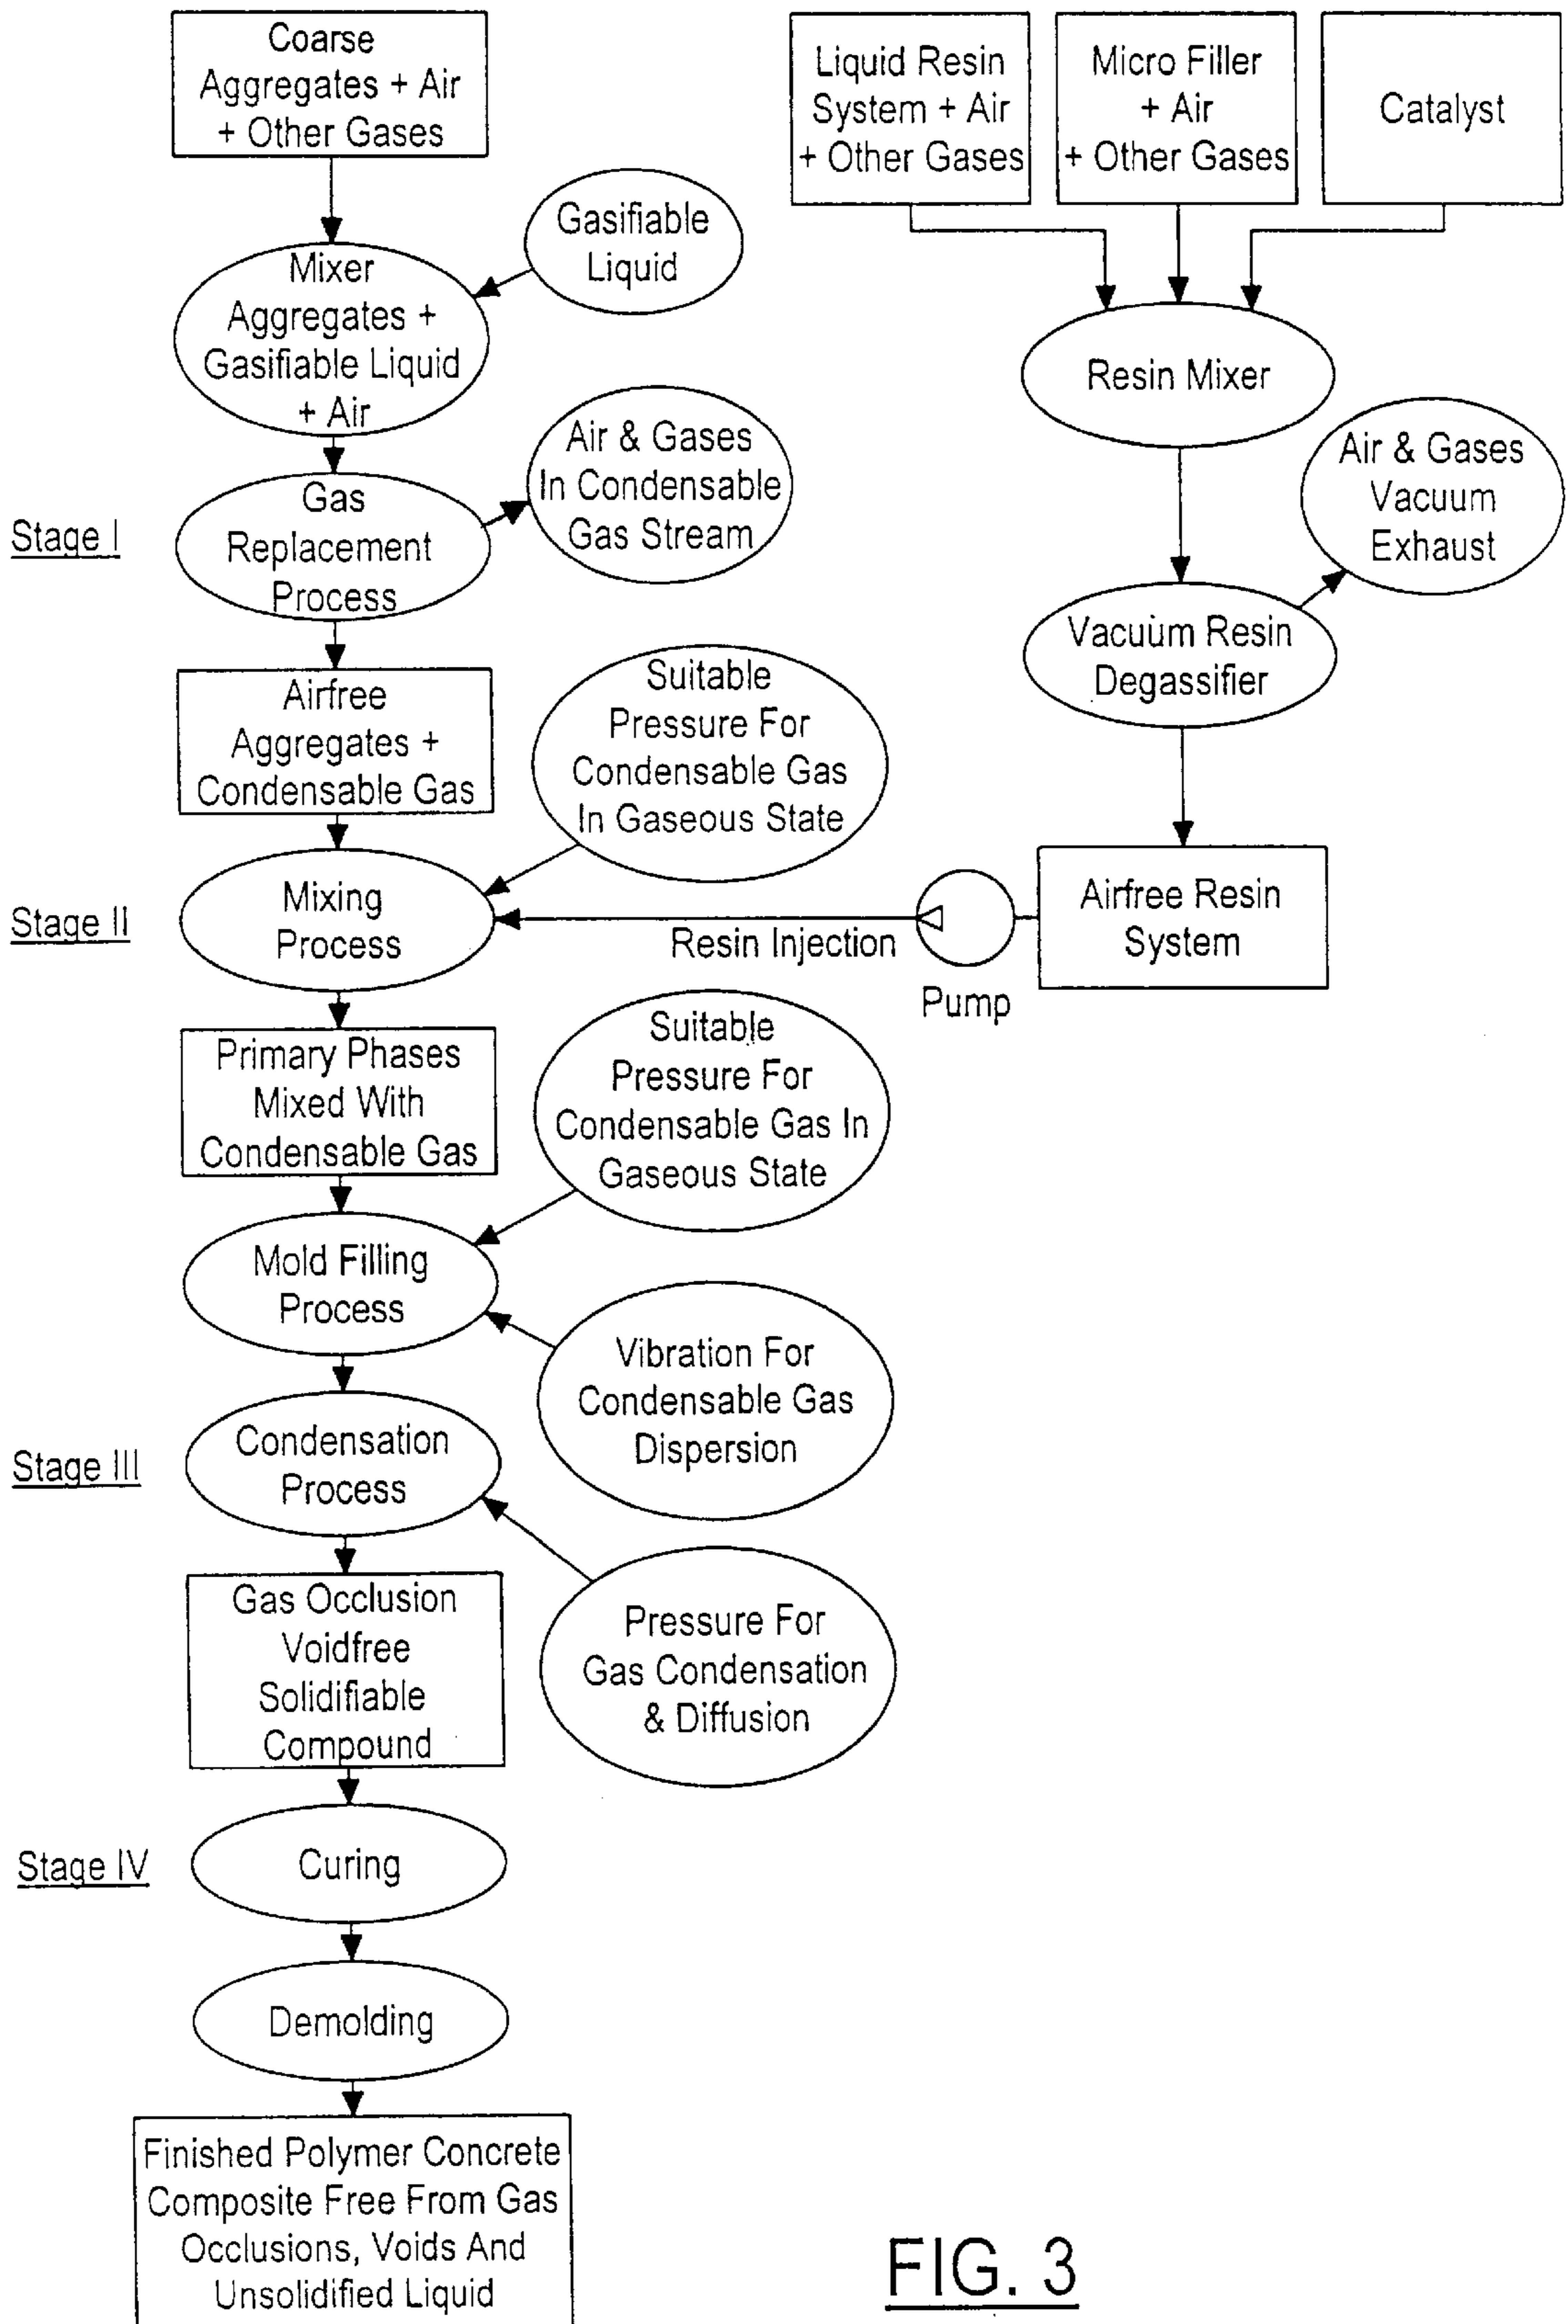 Coarse
Aggregates + Air
+ Other Gases
Liquid Resin
System + Air
+ Other Gases
Micro Filler
+ Air
+ Other Gases
Catalyst
Gasifiable
Liquid
Mixer
Aggregates +
Gasifiable Liquid
+ Air
Resin Mixer
Air & Gases
In Condensable
Gas Stream
Air & Gases
Vacuum
Exhaust
Stage I
Gas
Replacement
Process
Vacuum Resin
Degassifier
Airfree
Aggregates +
Condensable Gas
Suitable
Pressure For
Condensable Gas
In Gaseous State
Stage II
Mixing
Process
Resin Injection
Pump
Airfree Resin
System
Primary Phases
Mixed With
Condensable Gas
Suitable
Pressure For
Condensable Gas In
Gaseous State
Mold Filling
Process
Vibration For
Condensable Gas
Dispersion
Stage III
Condensation
Process
Gas Occlusion
Voidfree
Solidifiable
Compound
Pressure For
Gas Condensation
& Diffusion
Stage IV
Curing
Demolding
Finished Polymer Concrete
Composite Free From Gas
Occlusions, Voids And
Unsolidified Liquid
FIG. 3